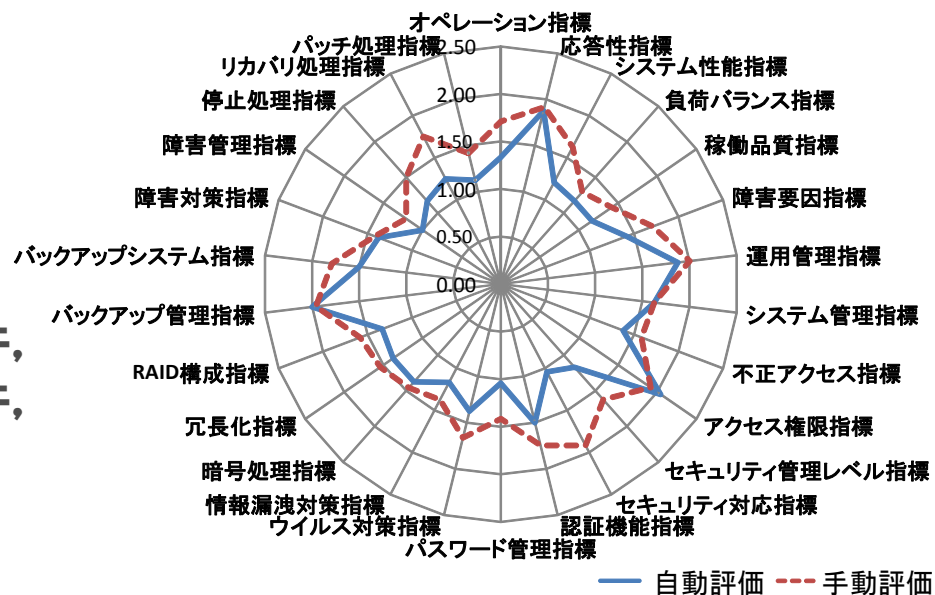 オペレーション指標
応答性指標
システム性能指標
負荷バランス指標
稼働品質指標
障害要因指標
運用管理指標
システム管理指標
不正アクセス指標
アクセス権限指標
セキュリティ管理レベル指標
セキュリティ対応指標
認証機能指標
パスワード管理指標
ウイルス対策指標
情報漏洩対策指標
暗号処理指標
冗長化指標
RAID構成指標
バックアップ管理指標
バックアップシステム指標
障害対策指標
障害管理指標
停止処理指標
リカバリ処理指標
パッチ処理指標
2.50
2.00
1.50
1.00
0.50
0.00
自動評価
手動評価